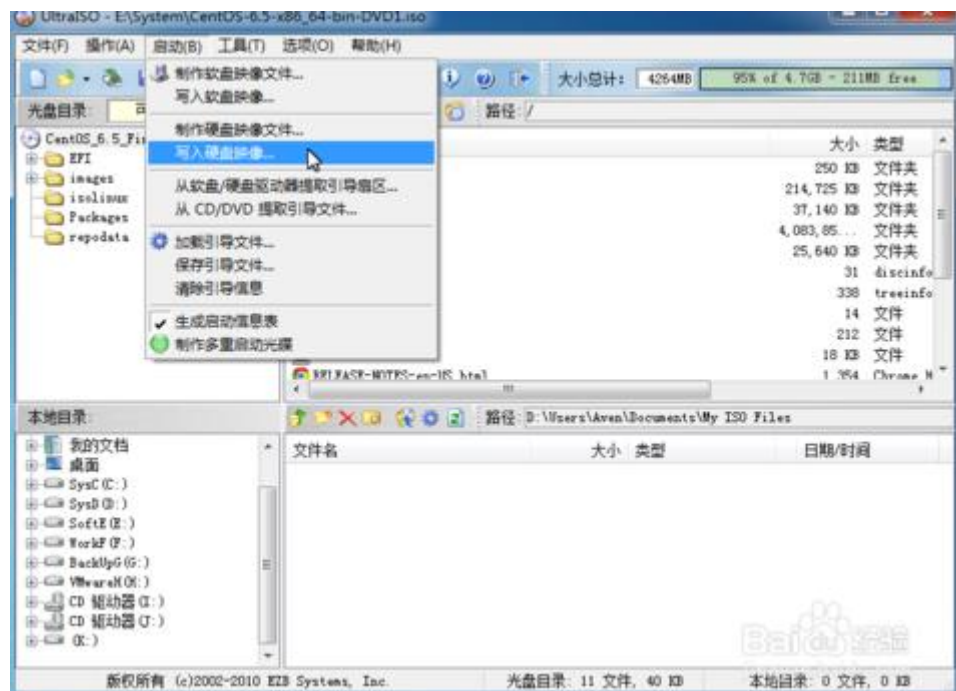 UltraISO - E:\System\CentOS-6.5-x86_64-bin-DVD1.iso
文件(F) 操作(A) 启动(B) 工具(T) 选项(O) 帮助(H)
制作软盘映像文件...
写入软盘映像...
制作硬盘映像文件...
写入硬盘映像...
从软盘/硬盘驱动器提取引导扇区...
从 CD/DVD 提取引导文件...
加载引导文件...
保存引导文件...
清除引导信息
生成启动信息表
制作多重启动光碟
大小总计: 4264MB 95% of 4.7GB - 211MB free
光盘目录: 可
路径: /
CentOS_6.5_Fi
EFI
images
isolinux
Packages
repodata
大小 类型
250 KB 文件夹
214,725 KB 文件夹
37,140 KB 文件夹
4,083,85... 文件夹
25,640 KB 文件夹
31 discinfo
338 treeinfo
14 文件
212 文件
18 KB 文件
RELEASE-NOTES-en-US.html 1,354 Chrome H
本地目录:
路径: D:\Users\Aven\Documents\My ISO Files
我的文档
桌面
SysC(C:)
SysD(D:)
SoftE(E:)
WorkF(F:)
BackUpG(G:)
VMwareH(H:)
CD 驱动器(I:)
CD 驱动器(J:)
(K:)
文件名 大小 类型 日期/时间
Baidu 经验
版权所有 (c)2002-2010 EZB Systems, Inc. 光盘目录: 11 文件, 40 KB 本地目录: 0 文件, 0 KB